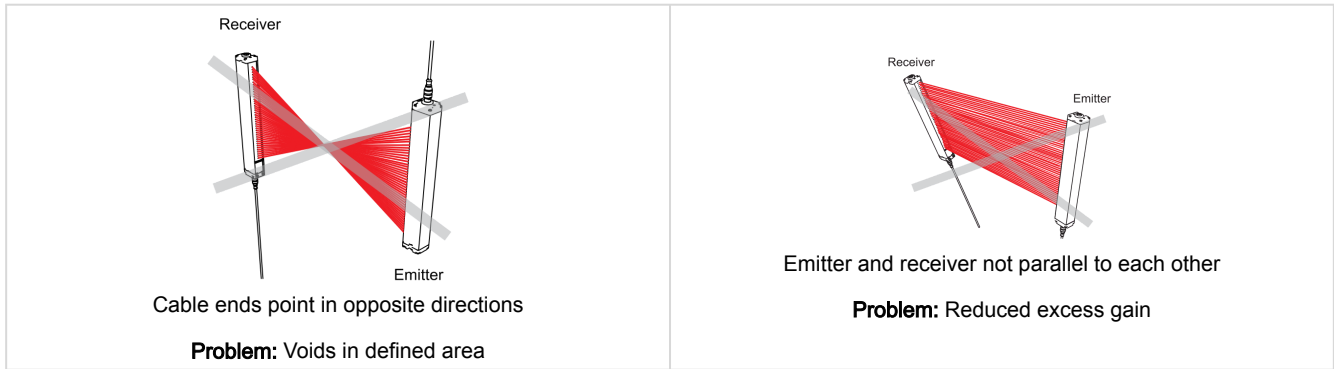 Receiver
Emitter
Cable ends point in opposite directions
Problem: Voids in defined area
Receiver
Emitter
Emitter and receiver not parallel to each other
Problem: Reduced excess gain